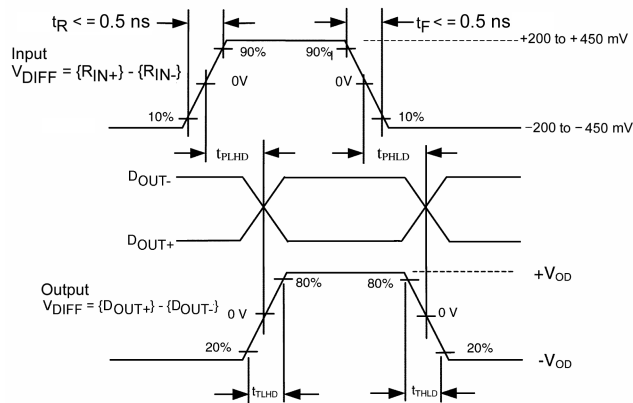 tR <= 0.5 ns
tF <= 0.5 ns
+200 to +450 mV
Input
VDIFF = {RIN+} - {RIN-}
90%
90%
0V
0V
10%
10%
-200 to -450 mV
tPLHD
tPHLD
DOUT-
DOUT+
Output
VDIFF = {DOUT+} - {DOUT-}
80%
80%
+VOD
0 V
0 V
20%
20%
-VOD
tTLHD
tTHLD